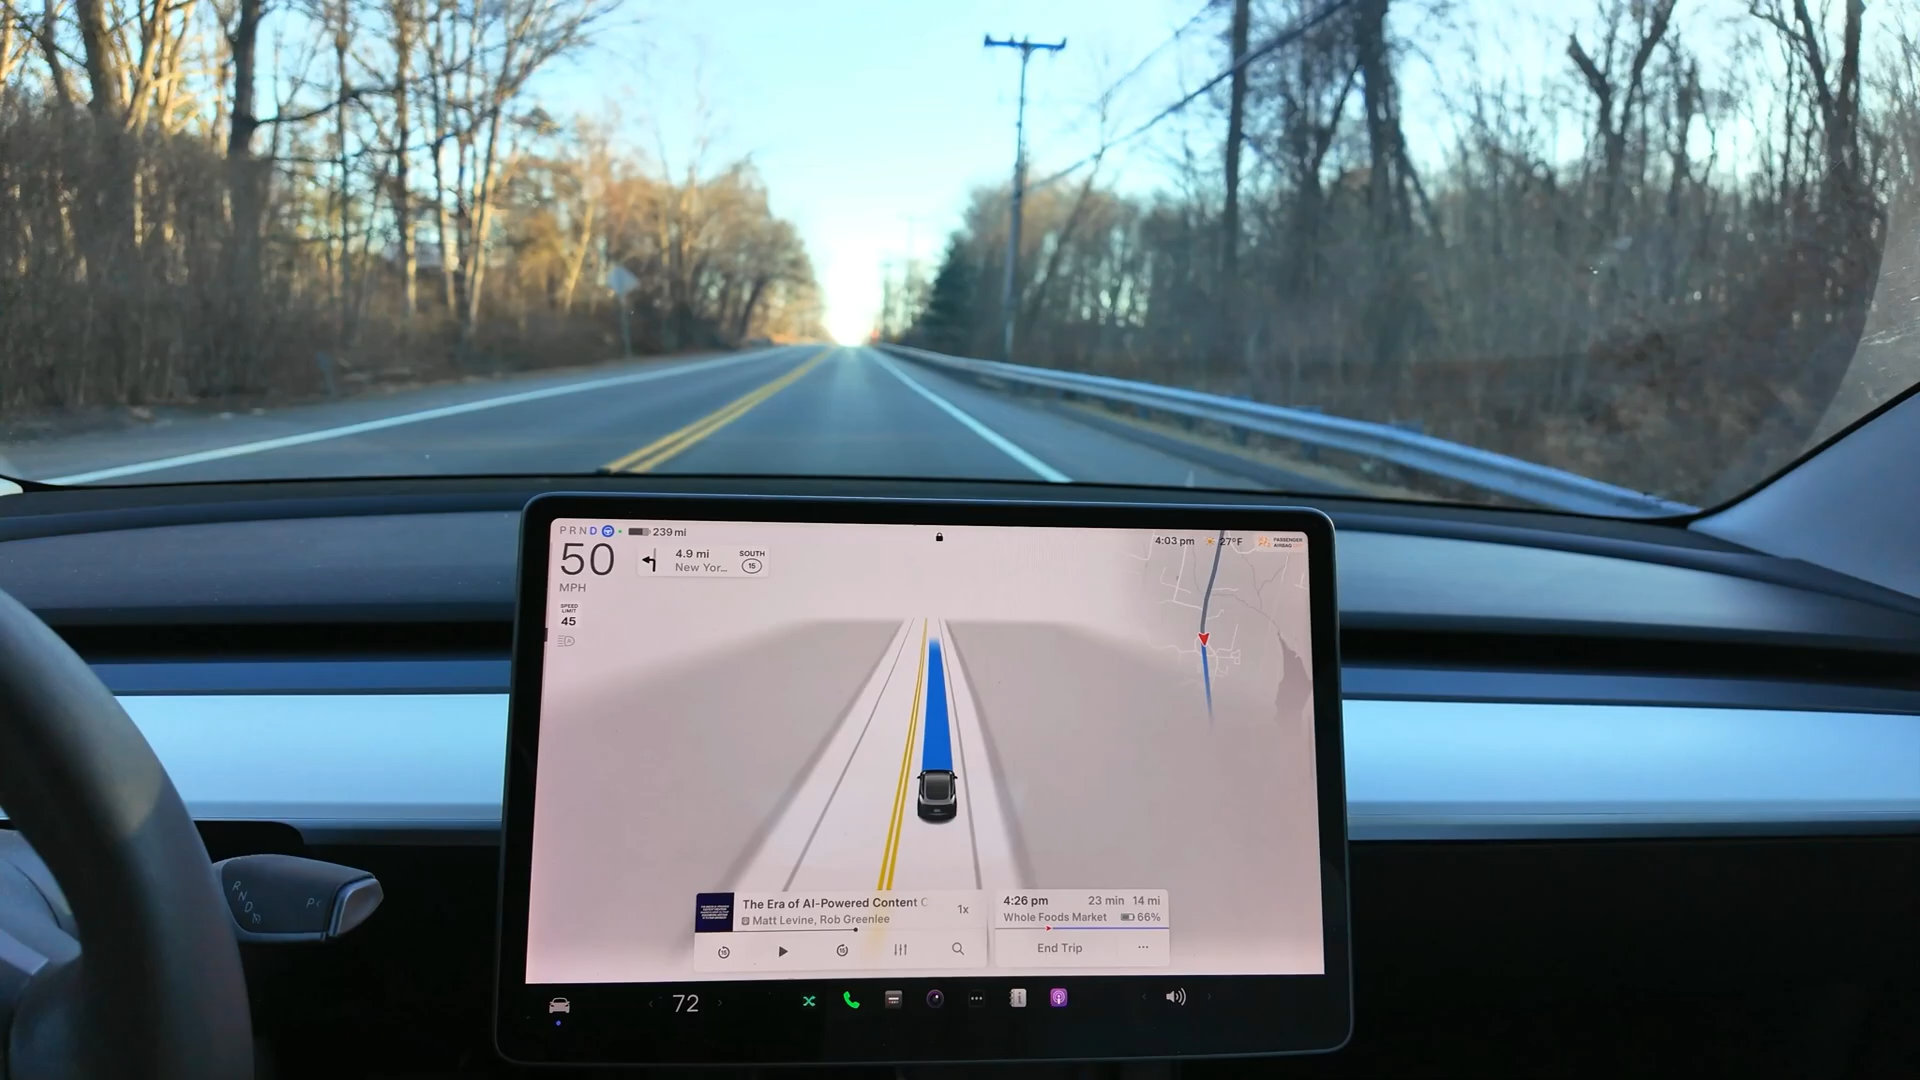 PRND 239 mi
50
MPH
SPEED
LIMIT
45
4.9 mi
New Yor...
SOUTH
15
4:03 pm 27°F
PASSENGER
AIRBAG
The Era of AI-Powered Content C
Matt Levine, Rob Greenlee
1x
15
15
4:26 pm 23 min 14 mi
Whole Foods Market 66%
End Trip ...
72
R
N
D
P